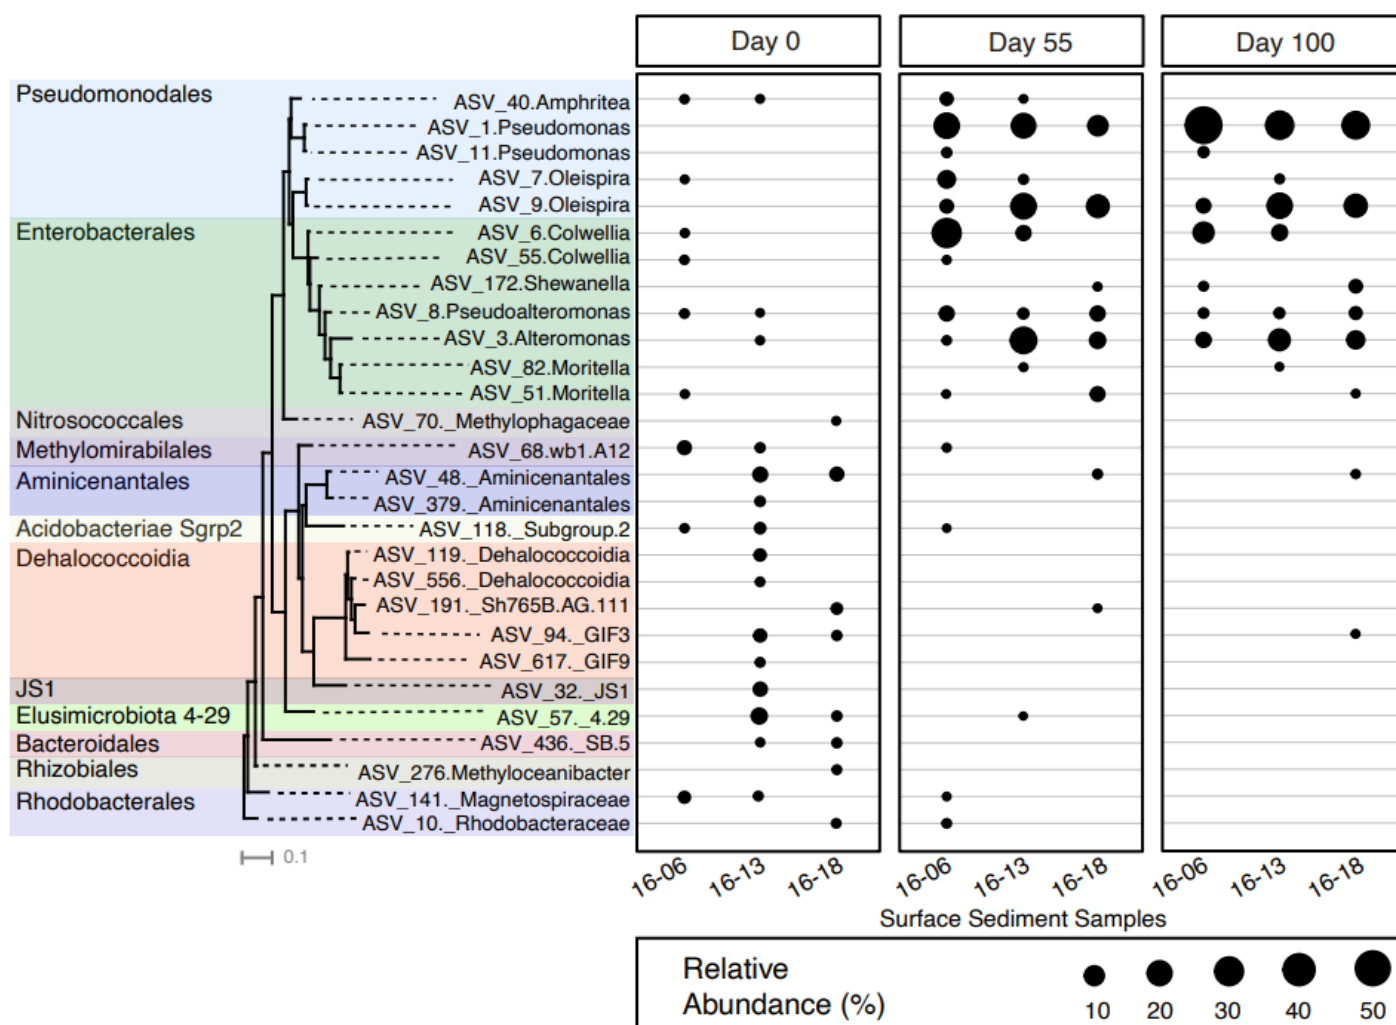 Day 0
Day 55
Day 100
Pseudomonodales
ASV_40.Amphritea
ASV_1.Pseudomonas
ASV_11.Pseudomonas
ASV_7.Oleispira
ASV_9.Oleispira
Enterobacterales
ASV_6.Colwellia
ASV_55.Colwellia
ASV_172.Shewanella
ASV_8.Pseudoalteromonas
ASV_3.Alteromonas
ASV_82.Moritella
ASV_51.Moritella
Nitrosococcales
ASV_70._Methylophagaceae
Methylomirabilales
ASV_68.wb1.A12
Aminicenantales
ASV_48._Aminicenantales
ASV_379._Aminicenantales
Acidobacteriae Sgrp2
ASV_118._Subgroup.2
Dehalococcoidia
ASV_119._Dehalococcoidia
ASV_556._Dehalococcoidia
ASV_191._Sh765B.AG.111
ASV_94._GIF3
ASV_617._GIF9
JS1
ASV_32._JS1
Elusimicrobiota 4-29
ASV_57._4.29
Bacteroidales
ASV_436._SB.5
Rhizobiales
ASV_276.Methyloceanibacter
Rhodobacterales
ASV_141._Magnetospiraceae
ASV_10._Rhodobacteraceae
0.1
16-06 16-13 16-18 16-06 16-13 16-18 16-06 16-13 16-18
Surface Sediment Samples
Relative
Abundance (%)
10 20 30 40 50